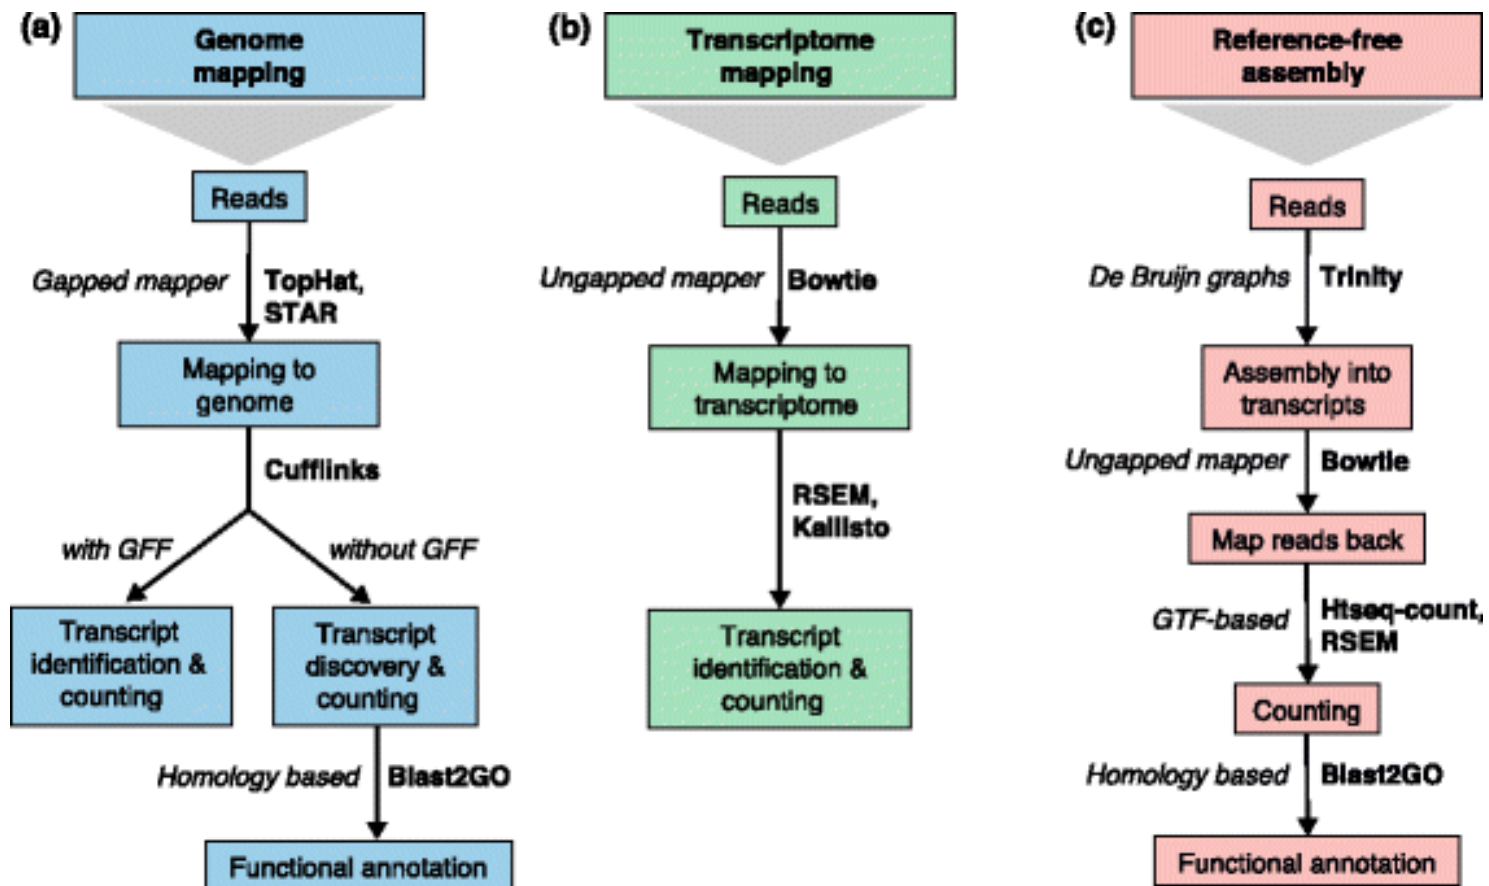 (a)
Genome
mapping
Reads
Gapped mapper
TopHat,
STAR
Mapping to
genome
Cufflinks
with GFF
without GFF
Transcript
identification &
counting
Transcript
discovery &
counting
Homology based
Blast2GO
Functional annotation
(b)
Transcriptome
mapping
Reads
Ungapped mapper
Bowtie
Mapping to
transcriptome
RSEM,
Kallisto
Transcript
identification &
counting
(c)
Reference-free
assembly
Reads
De Bruijn graphs
Trinity
Assembly into
transcripts
Ungapped mapper
Bowtie
Map reads back
GTF-based
Htseq-count,
RSEM
Counting
Homology based
Blast2GO
Functional annotation